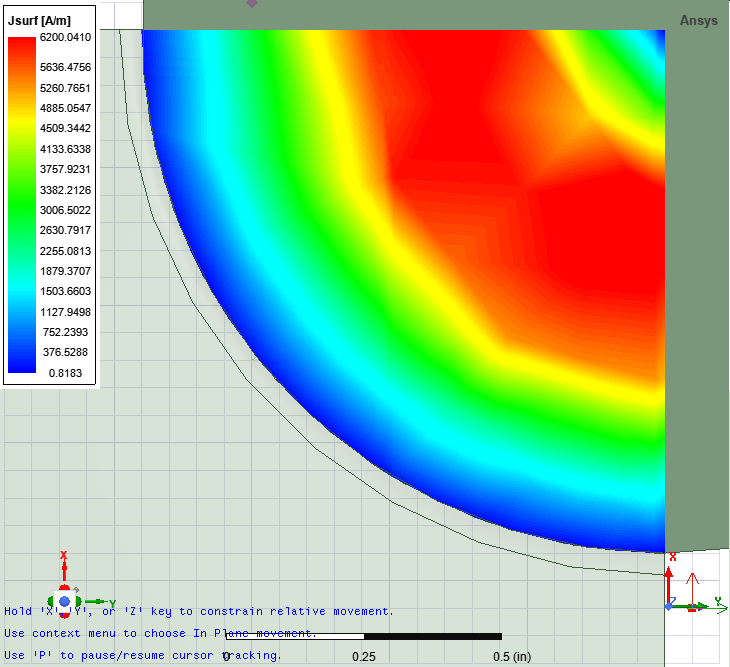 Jsurf [A/m]
6200.0410
5636.4756
5260.7651
4885.0547
4509.3442
4133.6338
3757.9231
3382.2126
3006.5022
2630.7917
2255.0813
1879.3707
1503.6603
1127.9498
752.2393
376.5288
0.8183
Ansys
X
Y
X
Z
Y
Hold 'X', 'Y', or 'Z' key to constrain relative movement.
Use context menu to choose In Plane movement.
Use 'P' to pause/resume cursor tracking.
0 0.25 0.5 (in)